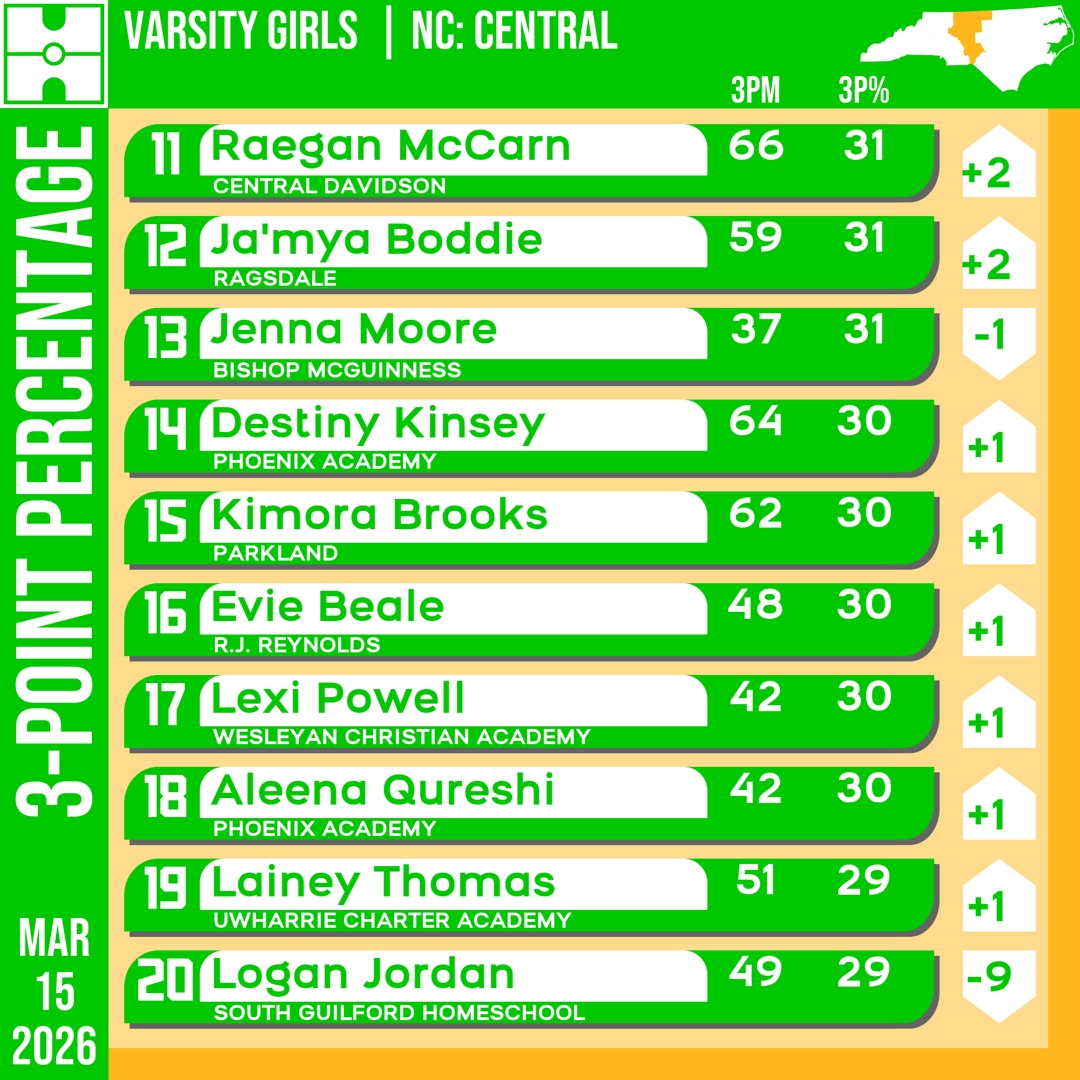 VARSITY GIRLS | NC: CENTRAL
3PM 3P%
3-POINT PERCENTAGE
MAR
15
2026
11 Raegan McCarn 66 31 +2
CENTRAL DAVIDSON
12 Ja'mya Boddie 59 31 +2
RAGSDALE
13 Jenna Moore 37 31 -1
BISHOP MCGUINNESS
14 Destiny Kinsey 64 30 +1
PHOENIX ACADEMY
15 Kimora Brooks 62 30 +1
PARKLAND
16 Evie Beale 48 30 +1
R.J. REYNOLDS
17 Lexi Powell 42 30 +1
WESLEYAN CHRISTIAN ACADEMY
18 Aleena Qureshi 42 30 +1
PHOENIX ACADEMY
19 Lainey Thomas 51 29 +1
UWHARRIE CHARTER ACADEMY
20 Logan Jordan 49 29 -9
SOUTH GUILFORD HOMESCHOOL